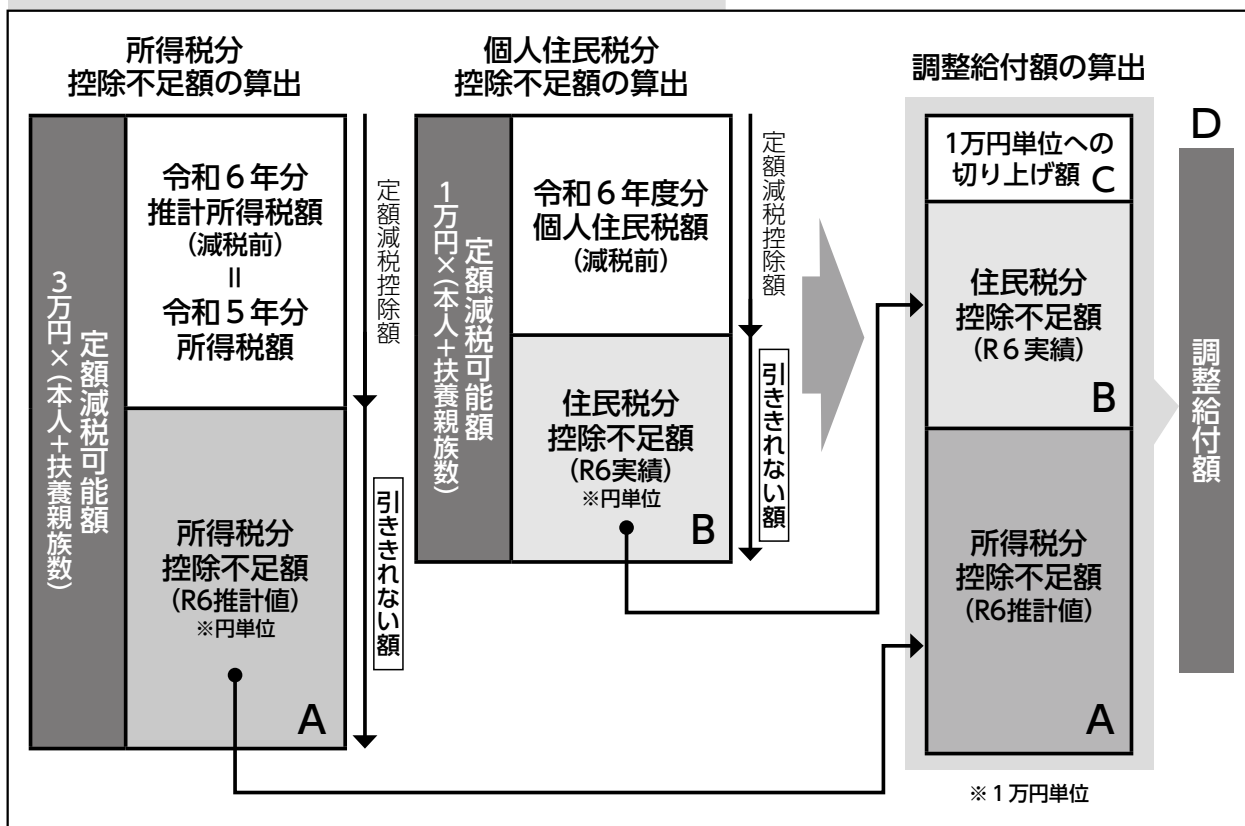 所得税分
控除不足額の算出
定額減税可能額
3万円×(本人+扶養親族数)
令和6年分
推計所得税額
(減税前)
||
令和5年分
所得税額
定額減税控除額
所得税分
控除不足額
(R6推計値)
※円単位
A
引ききれない額
個人住民税分
控除不足額の算出
定額減税可能額
1万円×(本人+扶養親族数)
令和6年度分
個人住民税額
(減税前)
定額減税控除額
住民税分
控除不足額
(R6実績)
※円単位
B
引ききれない額
調整給付額の算出
1万円単位への
切り上げ額 C
住民税分
控除不足額
(R6実績)
B
所得税分
控除不足額
(R6推計値)
A
※1万円単位
D
調整給付額